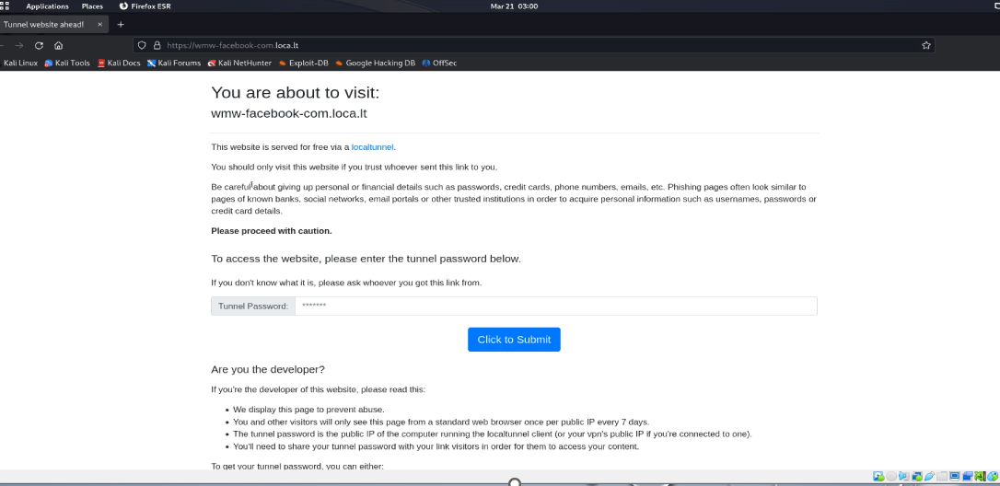 Applications Places Firefox ESR Mar 21 03:00
Tunnel website ahead! × +
https://wmw-facebook-com.loca.lt
Kali Linux Kali Tools Kali Docs Kali Forums Kali NetHunter Exploit-DB Google Hacking DB OffSec
You are about to visit:
wmw-facebook-com.loca.lt
This website is served for free via a localtunnel.
You should only visit this website if you trust whoever sent this link to you.
Be careful about giving up personal or financial details such as passwords, credit cards, phone numbers, emails, etc. Phishing pages often look similar to
pages of known banks, social networks, email portals or other trusted institutions in order to acquire personal information such as usernames, passwords or
credit card details.
Please proceed with caution.
To access the website, please enter the tunnel password below.
If you don't know what it is, please ask whoever you got this link from.
Tunnel Password: *******
Click to Submit
Are you the developer?
If you're the developer of this website, please read this:
• We display this page to prevent abuse.
• You and other visitors will only see this page from a standard web browser once per public IP every 7 days.
• The tunnel password is the public IP of the computer running the localtunnel client (or your vpn's public IP if you're connected to one).
• You'll need to share your tunnel password with your link visitors in order for them to access your content.
To get your tunnel password, you can either: